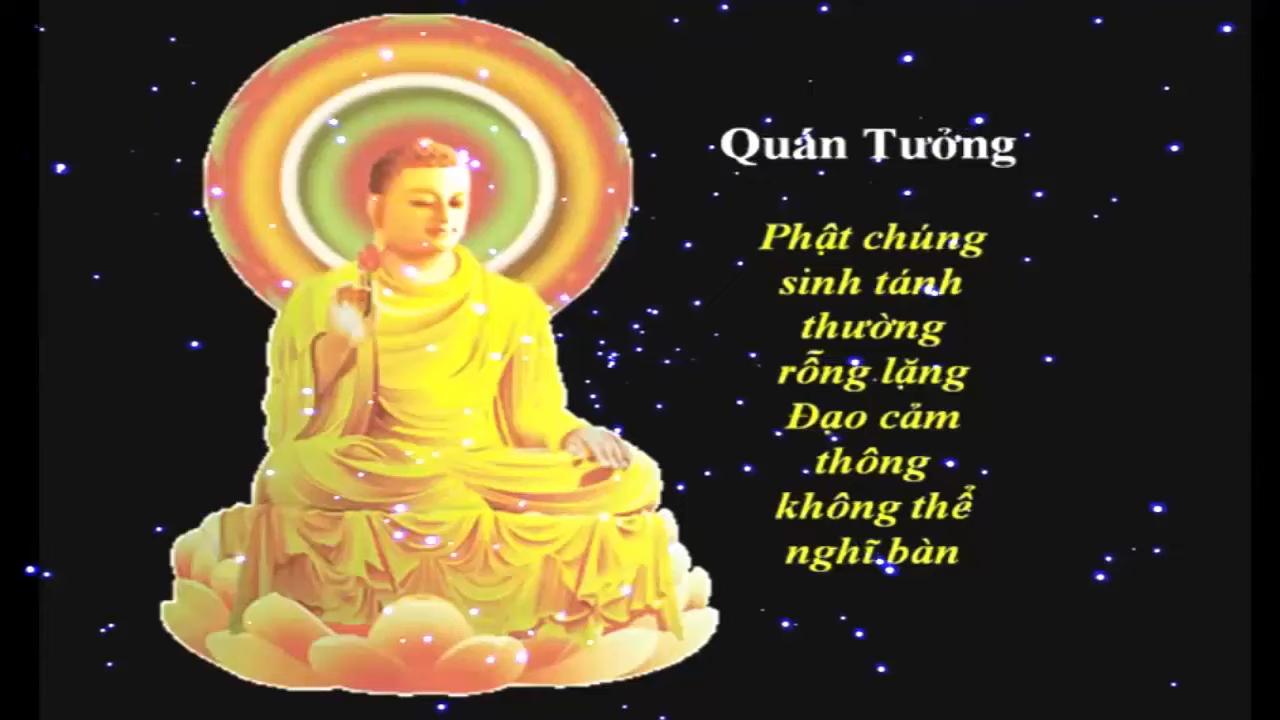 Quán Tưởng
Phật chúng
sinh tánh
thường
rỗng lặng
Đạo cảm
thông
không thể
nghĩ bàn